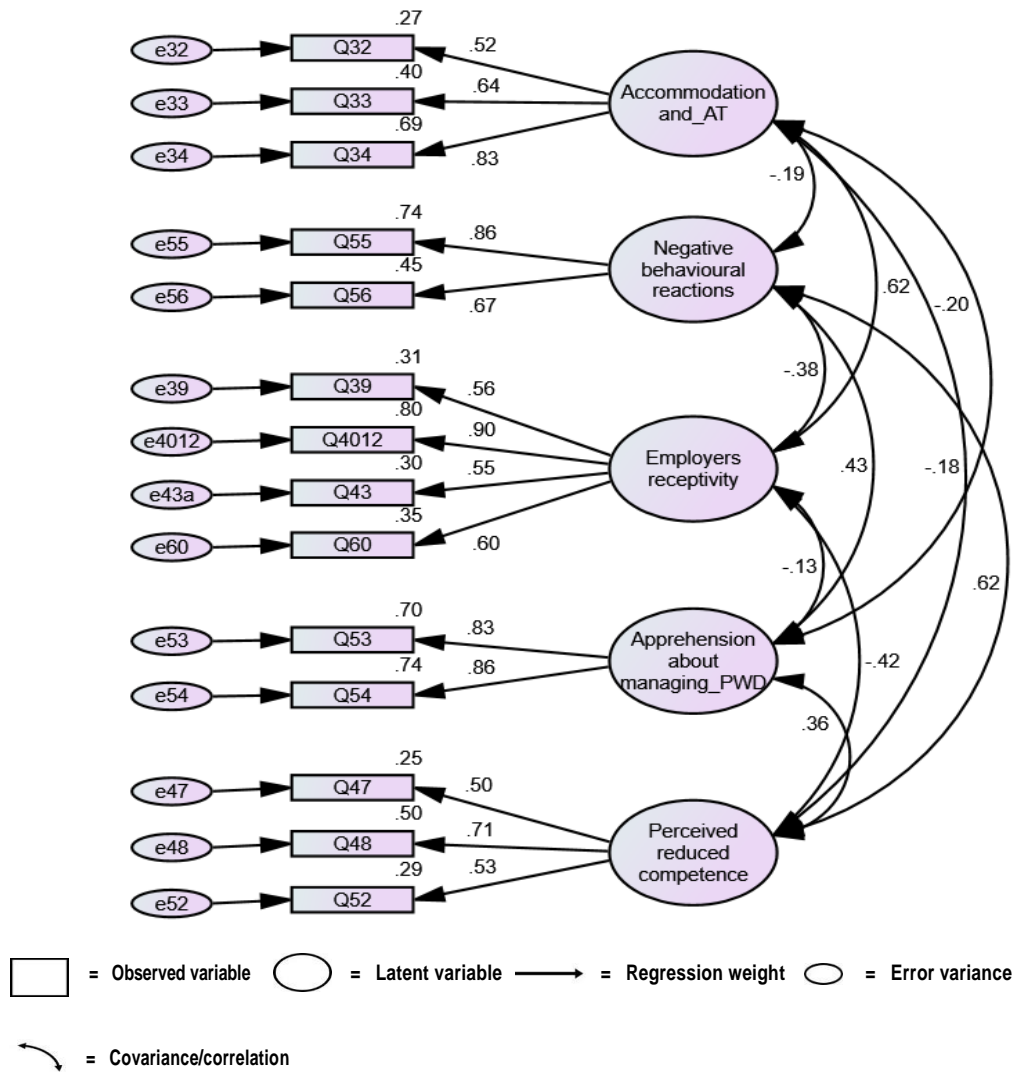 .27
e32 Q32 .52
.40
e33 Q33 .64
.69
e34 Q34 .83
Accommodation
and_AT
-.19
.74
e55 Q55 .86
.45
e56 Q56 .67
Negative
behavioural
reactions
.62 -.20
.31
e39 Q39 .56
-.38
.80
e4012 Q4012 .90
.30
e43a Q43 .55
.35
e60 Q60 .60
Employers
receptivity
.43 -.18
-.13
.62
.70
e53 Q53 .83
.74
e54 Q54 .86
Apprehension
about
managing_PWD
-.42
.36
.25
e47 Q47 .50
.50
e48 Q48 .71
.29
e52 Q52 .53
Perceived
reduced
competence
= Observed variable = Latent variable = Regression weight = Error variance
= Covariance/correlation